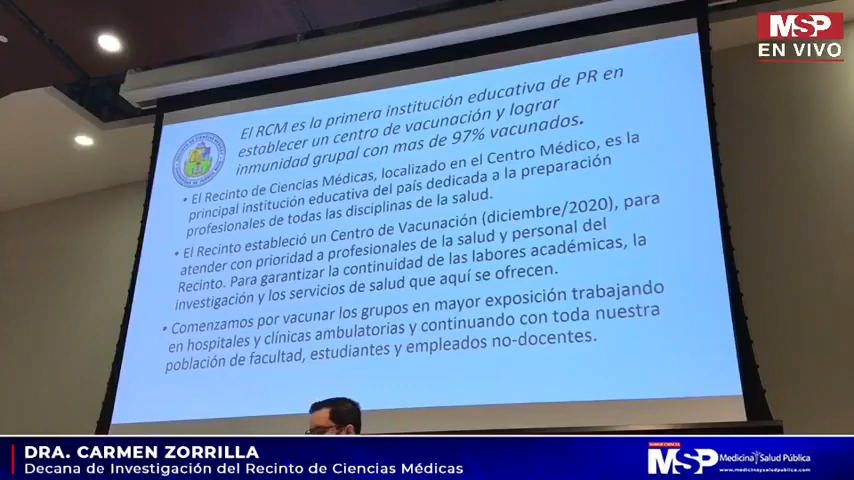 MSP
EN VIVO
El RCM es la primera institución educativa de PR en
establecer un centro de vacunación y lograr
inmunidad grupal con mas de 97% vacunados.
• El Recinto de Ciencias Médicas, localizado en el Centro Médico, es la
principal institución educativa del país dedicada a la preparación
profesionales de todas las disciplinas de la salud.
• El Recinto estableció un Centro de Vacunación (diciembre/2020), para
atender con prioridad a profesionales de la salud y personal del
Recinto. Para garantizar la continuidad de las labores académicas, la
investigación y los servicios de salud que aquí se ofrecen.
• Comenzamos por vacunar los grupos en mayor exposición trabajando
en hospitales y clínicas ambulatorias y continuando con toda nuestra
población de facultad, estudiantes y empleados no-docentes.
DRA. CARMEN ZORRILLA
Decana de Investigación del Recinto de Ciencias Médicas
MSP Medicina y Salud Pública
www.medicinaysaludpublica.com